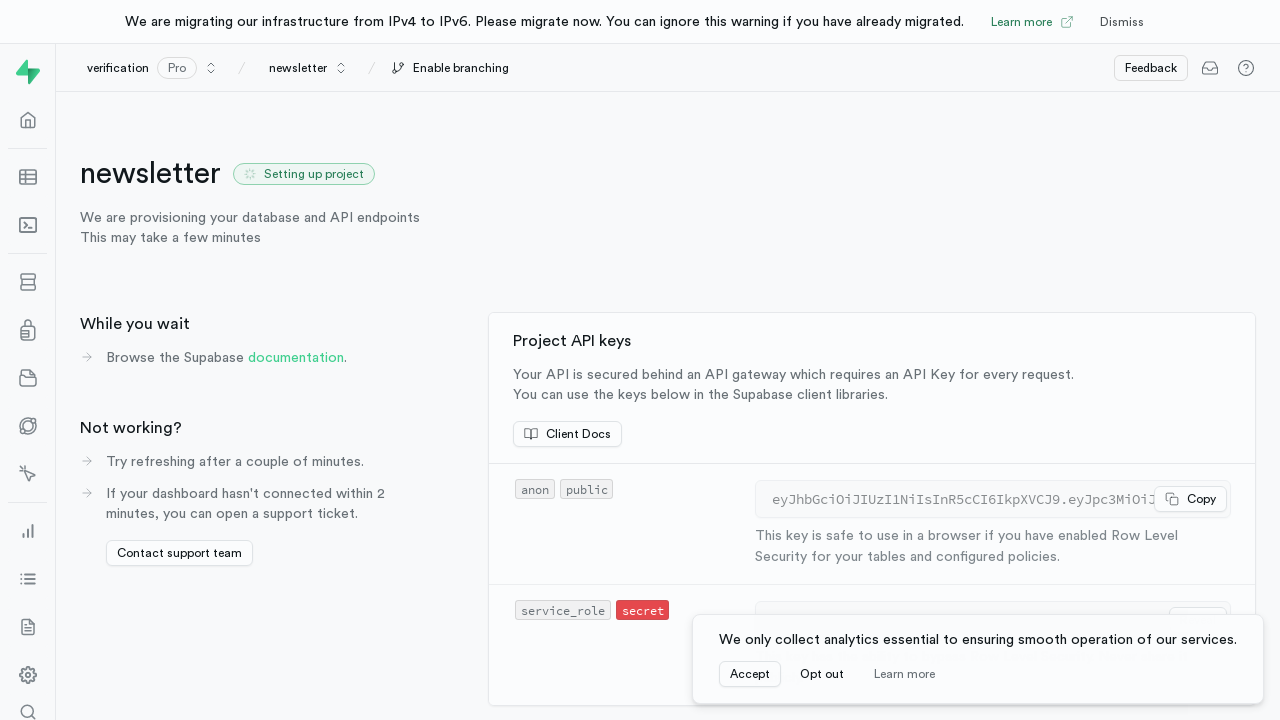 We are migrating our infrastructure from IPv4 to IPv6. Please migrate now. You can ignore this warning if you have already migrated. Learn more Dismiss
verification Pro / newsletter / Enable branching Feedback
newsletter Setting up project
We are provisioning your database and API endpoints
This may take a few minutes
While you wait
Browse the Supabase documentation.
Not working?
Try refreshing after a couple of minutes.
If your dashboard hasn't connected within 2
minutes, you can open a support ticket.
Contact support team
Project API keys
Your API is secured behind an API gateway which requires an API Key for every request.
You can use the keys below in the Supabase client libraries.
Client Docs
anon public
eyJhbGciOiJIUzI1NiIsInR5cCI6IkpXVCJ9.eyJpc3MiOiJ Copy
This key is safe to use in a browser if you have enabled Row Level
Security for your tables and configured policies.
service_role secret
We only collect analytics essential to ensuring smooth operation of our services.
Accept Opt out Learn more